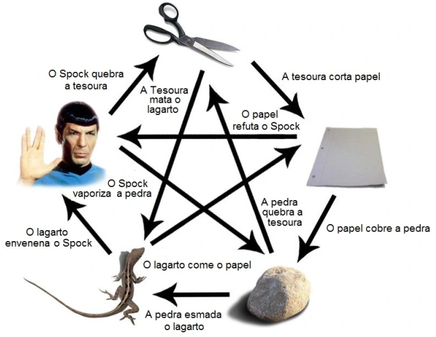 O Spock quebra
a tesoura
A Tesoura
mata o
lagarto
A tesoura corta papel
O papel
refuta o Spock
O Spock
vaporiza a pedra
A pedra
quebra a
tesoura
O lagarto
envenena o Spock
O papel cobre a pedra
O lagarto come o papel
A pedra esmada
o lagarto